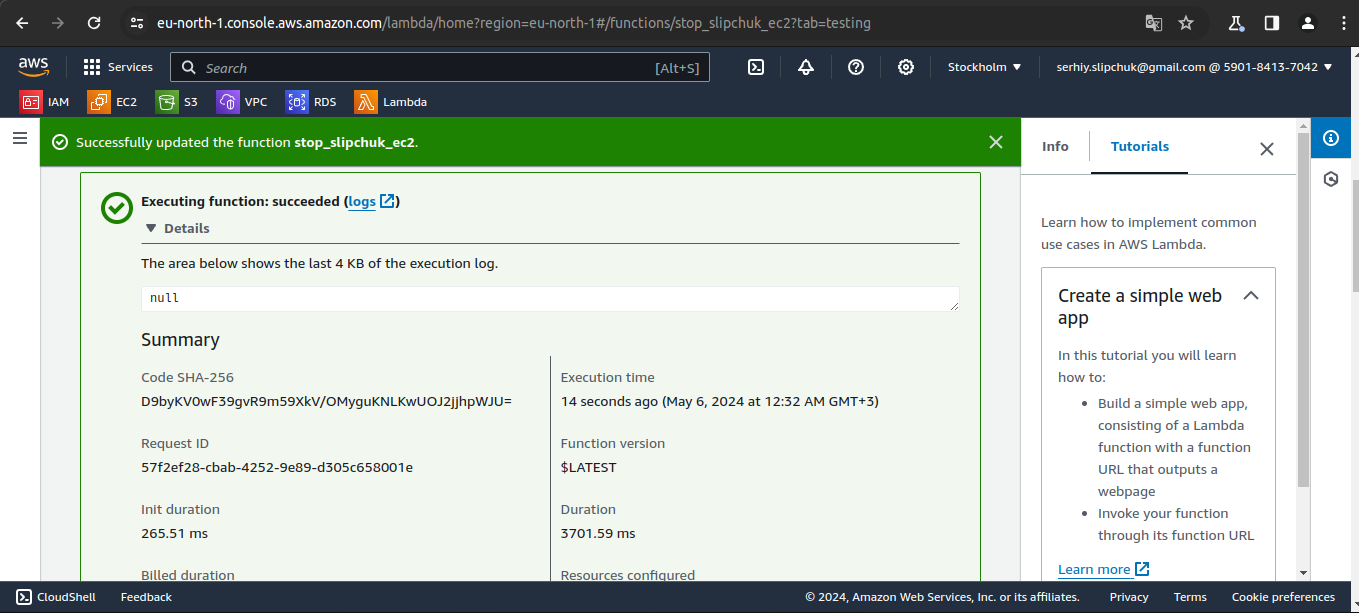 eu-north-1.console.aws.amazon.com/lambda/home?region=eu-north-1#/functions/stop_slipchuk_ec2?tab=testing
aws
Services
Search
[Alt+S]
Stockholm
serhiy.slipchuk@gmail.com @ 5901-8413-7042
IAM
EC2
S3
VPC
RDS
Lambda
Successfully updated the function stop_slipchuk_ec2.
Executing function: succeeded (logs)
Details
The area below shows the last 4 KB of the execution log.
null
Summary
Code SHA-256
D9byKV0wF39gvR9m59XkV/OMyguKNLKwUOJ2jjhpWJU=
Execution time
14 seconds ago (May 6, 2024 at 12:32 AM GMT+3)
Request ID
57f2ef28-cbab-4252-9e89-d305c658001e
Function version
$LATEST
Init duration
265.51 ms
Duration
3701.59 ms
Billed duration
Resources configured
Info
Tutorials
Learn how to implement common
use cases in AWS Lambda.
Create a simple web
app
In this tutorial you will learn
how to:
• Build a simple web app,
consisting of a Lambda
function with a function
URL that outputs a
webpage
• Invoke your function
through its function URL
Learn more
CloudShell
Feedback
© 2024, Amazon Web Services, Inc. or its affiliates.
Privacy
Terms
Cookie preferences